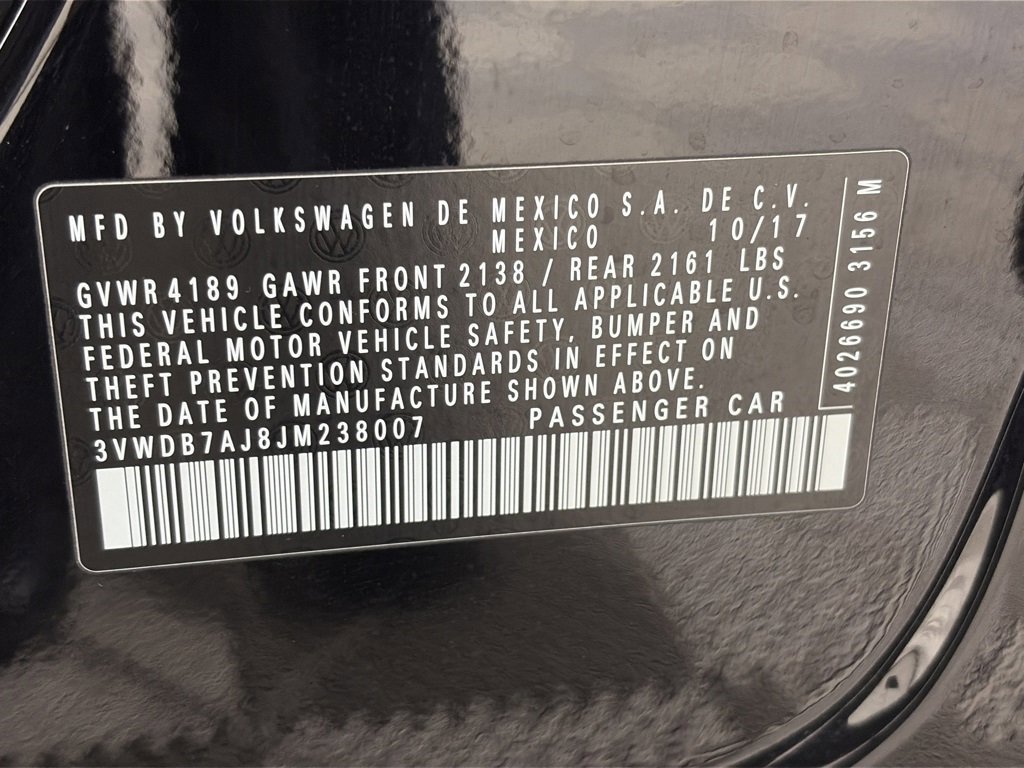 MFD BY VOLKSWAGEN DE MEXICO S.A. DE C.V.
MEXICO 10/17
GVWR 4189 GAWR FRONT 2138 / REAR 2161 LBS
THIS VEHICLE CONFORMS TO ALL APPLICABLE U.S.
FEDERAL MOTOR VEHICLE SAFETY, BUMPER AND
THEFT PREVENTION STANDARDS IN EFFECT ON
THE DATE OF MANUFACTURE SHOWN ABOVE.
3VWDB7AJ8JM238007 PASSENGER CAR
4026690 3156 M